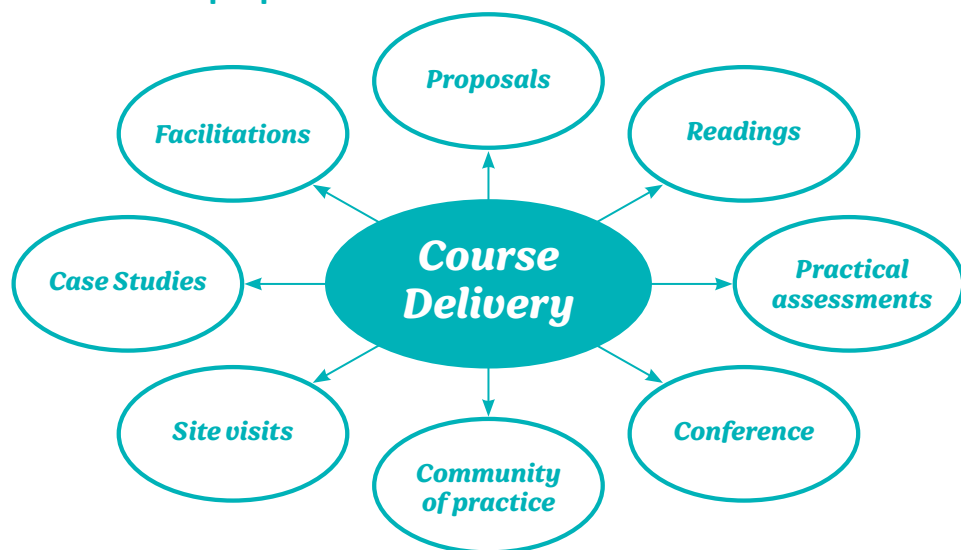 Proposals
Facilitations
Readings
Course
Delivery
Case Studies
Practical
assessments
Site visits
Conference
Community
of practice